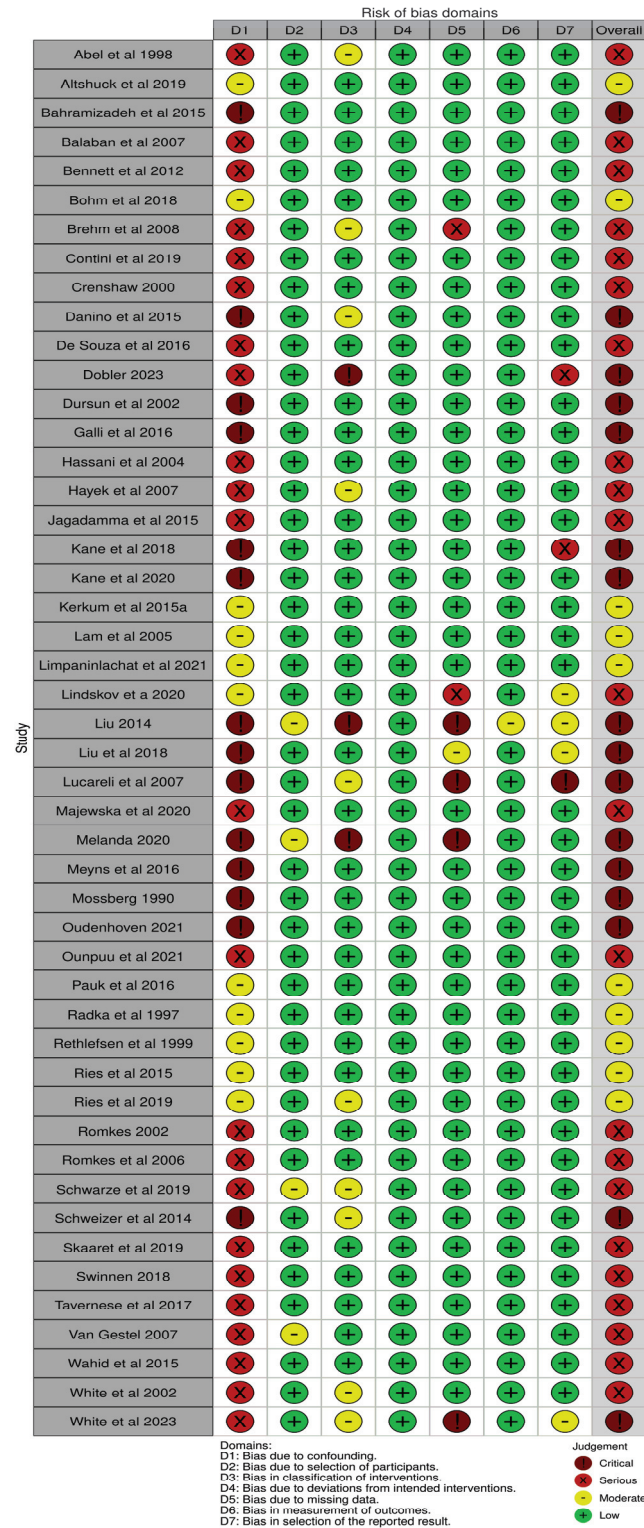 Risk of bias domains
D1 D2 D3 D4 D5 D6 D7 Overall
Study
Abel et al 1998 X + - + + + + X
Altshuck et al 2019 - + + + + + + -
Bahramizadeh et al 2015 ! + + + + + + !
Balaban et al 2007 X + + + + + + X
Bennett et al 2012 X + + + + + + X
Bohm et al 2018 - + + + + + + -
Brehm et al 2008 X + - + X + + X
Contini et al 2019 X + + + + + + X
Crenshaw 2000 X + + + + + + X
Danino et al 2015 ! + - + + + + !
De Souza et al 2016 X + + + + + + X
Dobler 2023 X + ! + + + X !
Dursun et al 2002 ! + + + + + + !
Galli et al 2016 ! + + + + + + !
Hassani et al 2004 X + + + + + + X
Hayek et al 2007 X + - + + + + X
Jagadamma et al 2015 X + + + + + + X
Kane et al 2018 ! + + + + + X !
Kane et al 2020 ! + + + + + + !
Kerkum et al 2015a - + + + + + + -
Lam et al 2005 - + + + + + + -
Limpaninlachat et al 2021 - + + + + + + -
Lindskov et a 2020 - + + + X + - X
Liu 2014 ! - ! + ! - - !
Liu et al 2018 ! + + + - + - !
Lucareli et al 2007 ! + - + ! + ! !
Majewska et al 2020 X + + + + + + X
Melanda 2020 ! - ! + ! + + !
Meyns et al 2016 ! + + + + + + !
Mossberg 1990 ! + + + + + + !
Oudenhoven 2021 ! + + + + + + !
Ounpuu et al 2021 X + + + + + + X
Pauk et al 2016 - + + + + + + -
Radka et al 1997 - + + + + + + -
Rethlefsen et al 1999 - + + + + + + -
Ries et al 2015 - + + + + + + -
Ries et al 2019 - + - + + + + -
Romkes 2002 X + + + + + + X
Romkes et al 2006 X + + + + + + X
Schwarze et al 2019 X - - + + + + X
Schweizer et al 2014 ! + - + + + + !
Skaaret et al 2019 X + + + + + + X
Swinnen 2018 X + + + + + + X
Tavernese et al 2017 X + + + + + + X
Van Gestel 2007 X - + + + + + X
Wahid et al 2015 X + + + + + + X
White et al 2002 X + - + + + + X
White et al 2023 X + - + ! + - !
Domains:
D1: Bias due to confounding.
D2: Bias due to selection of participants.
D3: Bias in classification of interventions.
D4: Bias due to deviations from intended interventions.
D5: Bias due to missing data.
D6: Bias in measurement of outcomes.
D7: Bias in selection of the reported result.
Judgement
! Critical
X Serious
- Moderate
+ Low